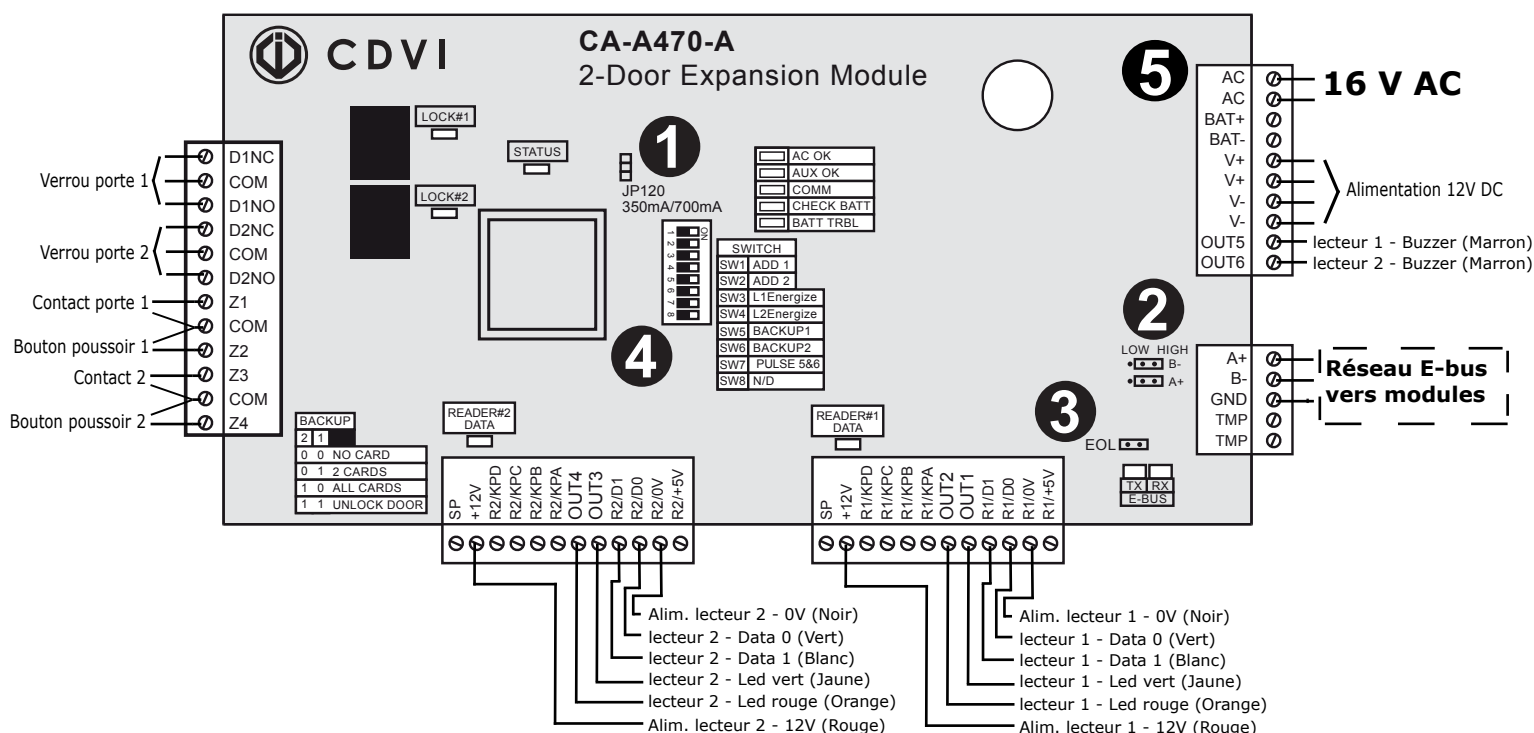 CDVI
CA-A470-A
2-Door Expansion Module
LOCK#1
LOCK#2
STATUS
1
JP120
350mA/700mA
AC OK
AUX OK
COMM
CHECK BATT
BATT TRBL
ON
1 2 3 4 5 6 7 8
SWITCH
SW1 ADD 1
SW2 ADD 2
SW3 L1Energize
SW4 L2Energize
SW5 BACKUP1
SW6 BACKUP2
SW7 PULSE 5&6
SW8 N/D
4
Verrou porte 1
Verrou porte 2
Contact porte 1
Bouton poussoir 1
Contact 2
Bouton poussoir 2
D1NC
COM
D1NO
D2NC
COM
D2NO
Z1
COM
Z2
Z3
COM
Z4
BACKUP
2 1
0 0 NO CARD
0 1 2 CARDS
1 0 ALL CARDS
1 1 UNLOCK DOOR
5
AC
AC
BAT+
BAT-
V+
V+
V-
V-
OUT5
OUT6
16 V AC
Alimentation 12V DC
lecteur 1 - Buzzer (Marron)
lecteur 2 - Buzzer (Marron)
2
LOW HIGH
B-
A+
A+
B-
GND
TMP
TMP
Réseau E-bus
vers modules
3
EOL
TX RX
E-BUS
READER#2
DATA
SP
+12V
R2/KPD
R2/KPC
R2/KPB
R2/KPA
OUT4
OUT3
R2/D1
R2/D0
R2/0V
R2/+5V
Alim. lecteur 2 - 0V (Noir)
lecteur 2 - Data 0 (Vert)
lecteur 2 - Data 1 (Blanc)
lecteur 2 - Led vert (Jaune)
lecteur 2 - Led rouge (Orange)
Alim. lecteur 2 - 12V (Rouge)
READER#1
DATA
SP
+12V
R1/KPD
R1/KPC
R1/KPB
R1/KPA
OUT2
OUT1
R1/D1
R1/D0
R1/0V
R1/+5V
Alim. lecteur 1 - 0V (Noir)
lecteur 1 - Data 0 (Vert)
lecteur 1 - Data 1 (Blanc)
lecteur 1 - Led vert (Jaune)
lecteur 1 - Led rouge (Orange)
Alim. lecteur 1 - 12V (Rouge)